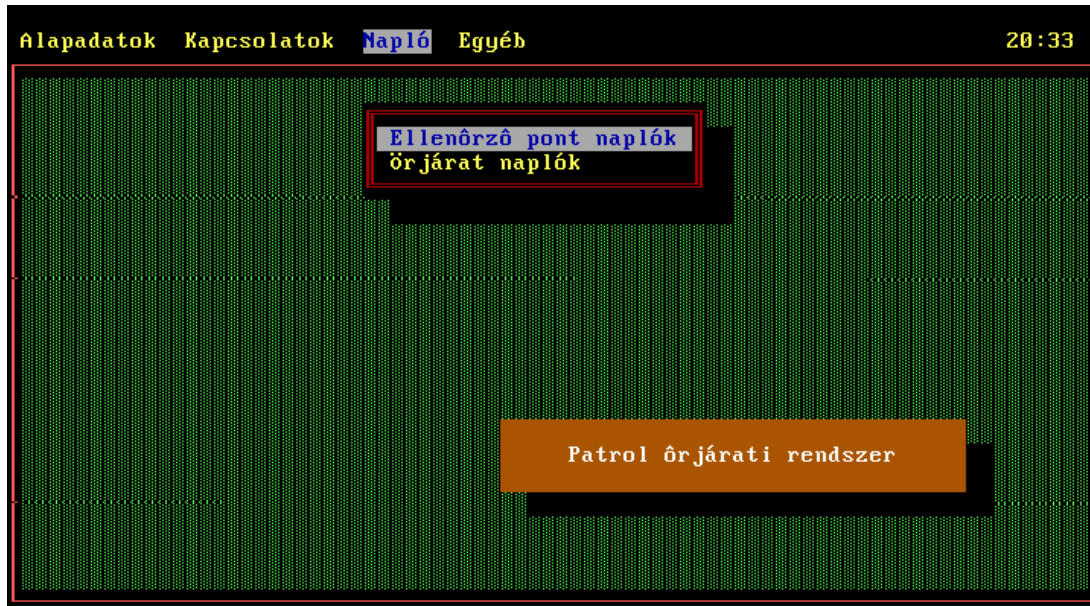 Alapadatok Kapcsolatok Napló Egyéb 20:33
Ellenôrzô pont naplók
örjárat naplók
Patrol ôrjárati rendszer